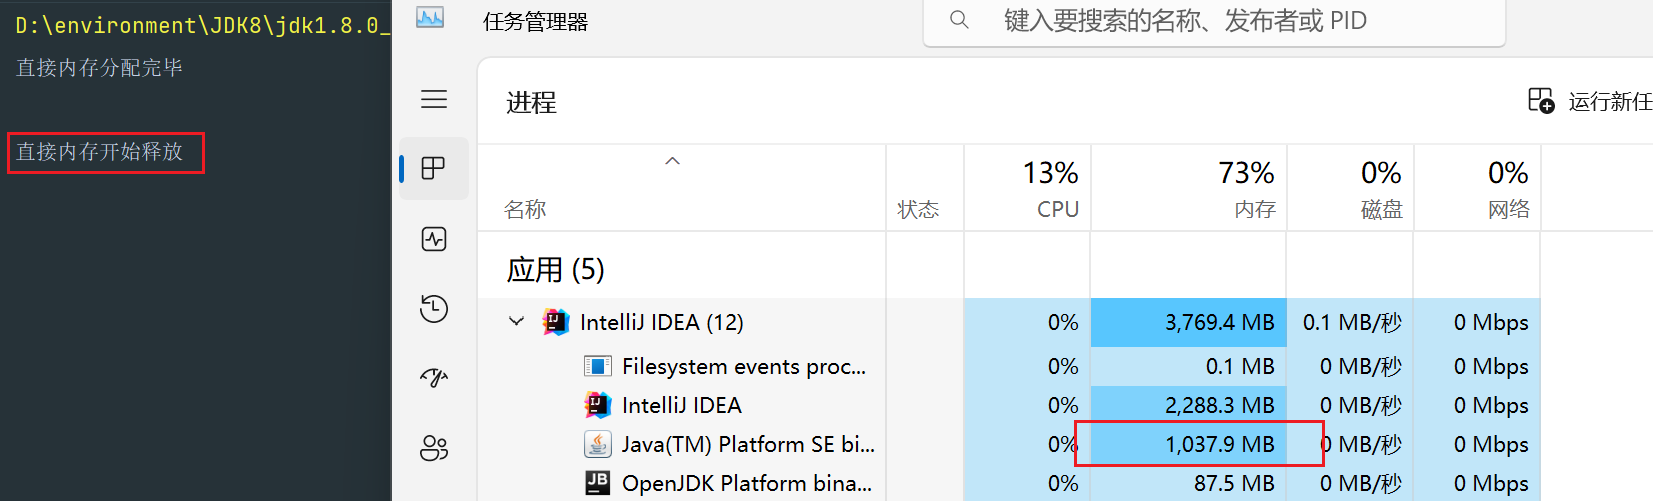 D:\environment\JDK8\jdk1.8.0_
直接内存分配完毕
直接内存开始释放
任务管理器
键入要搜索的名称、发布者或 PID
进程
运行新任
13% 73% 0% 0%
名称 状态 CPU 内存 磁盘 网络
应用 (5)
IntelliJ IDEA (12) 0% 3,769.4 MB 0.1 MB/秒 0 Mbps
Filesystem events proc... 0% 0.1 MB 0 MB/秒 0 Mbps
IntelliJ IDEA 0% 2,288.3 MB 0 MB/秒 0 Mbps
Java(TM) Platform SE bi... 0% 1,037.9 MB 0 MB/秒 0 Mbps
OpenJDK Platform bina... 0% 87.5 MB 0 MB/秒 0 Mbps